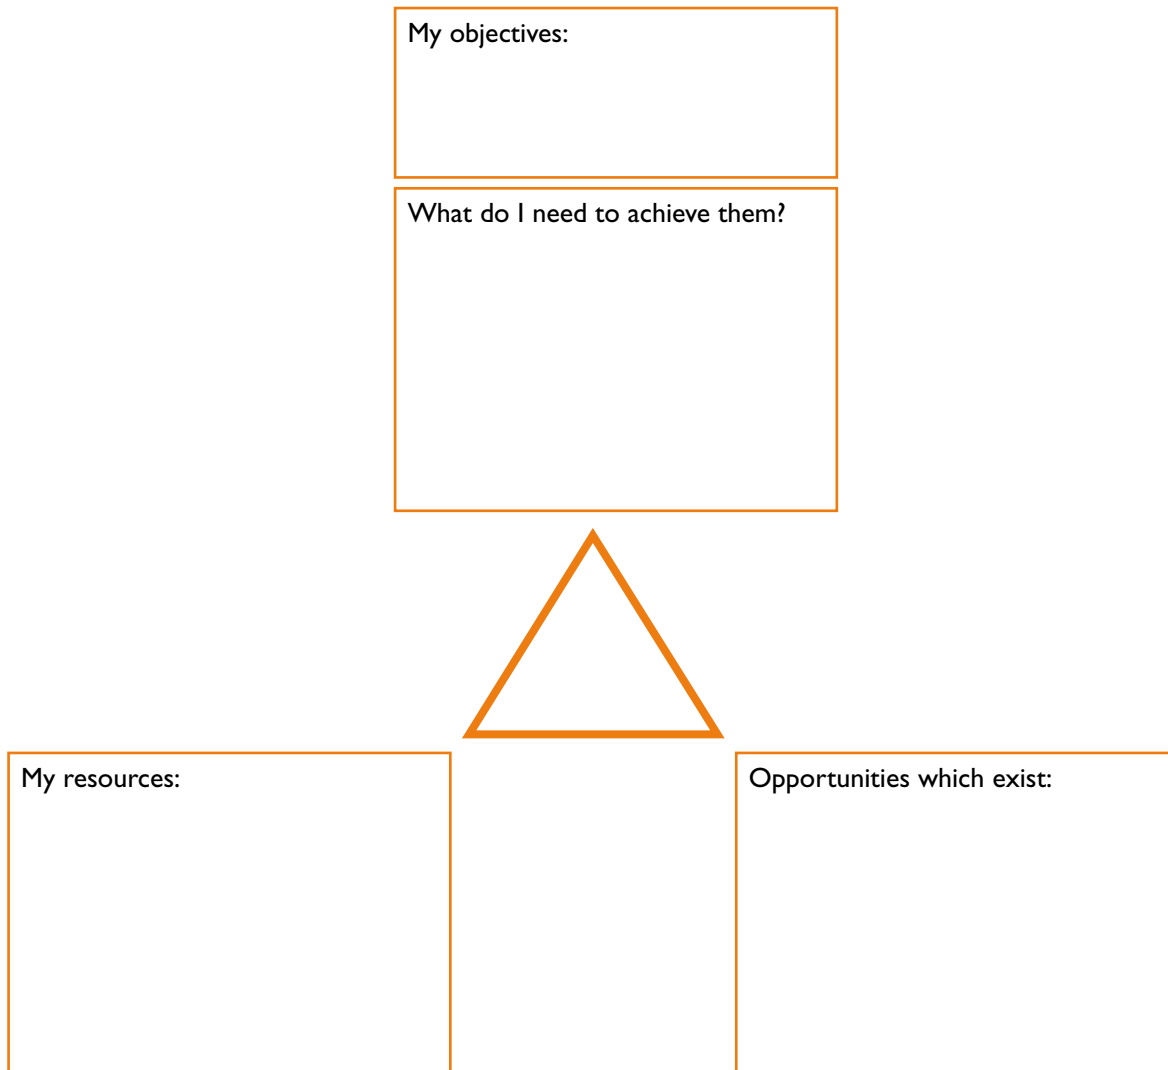 My objectives:
What do I need to achieve them?
My resources:
Opportunities which exist: